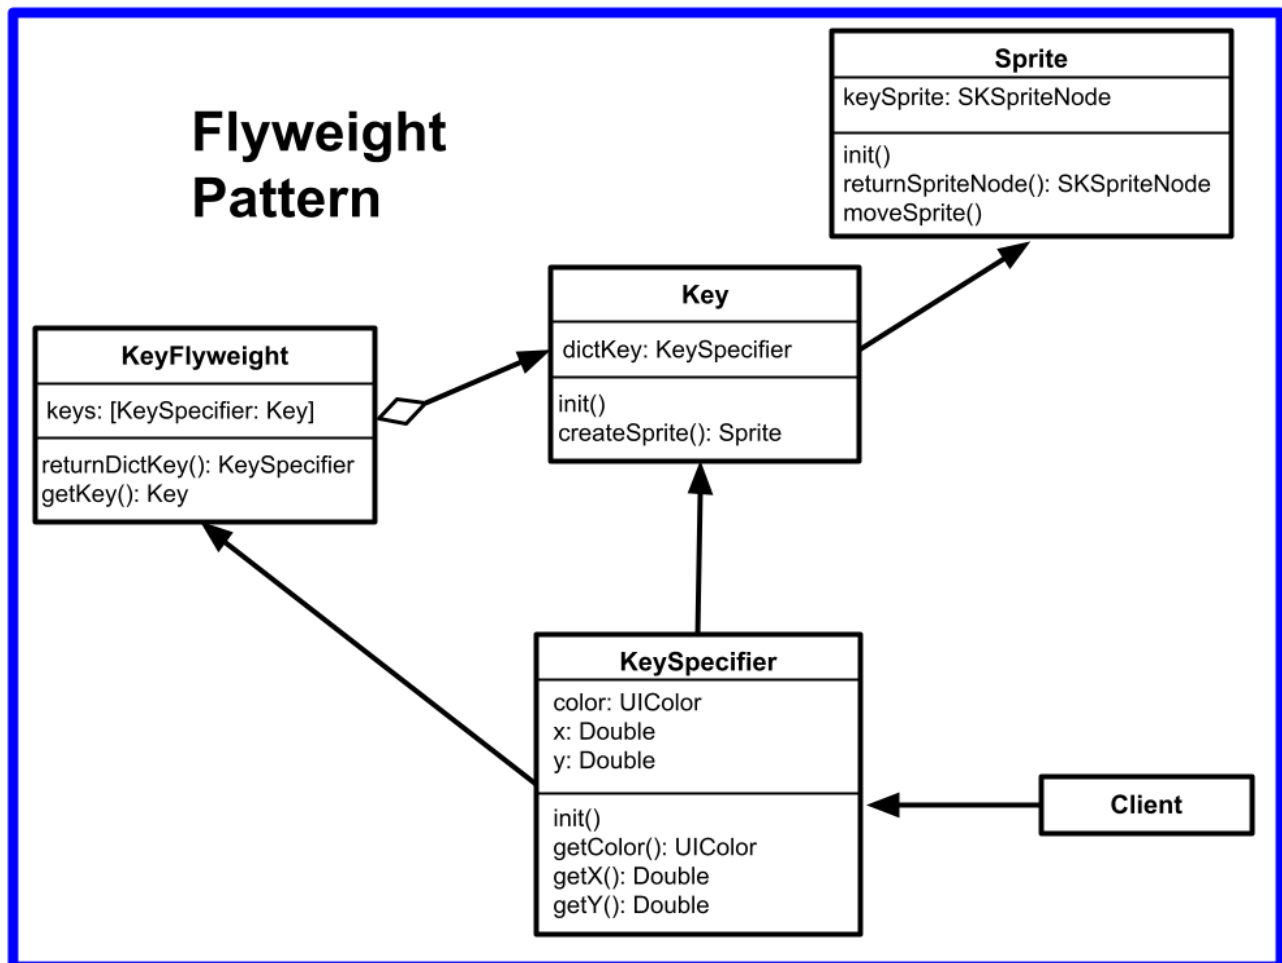 Flyweight
Pattern
Sprite
keySprite: SKSpriteNode
init()
returnSpriteNode(): SKSpriteNode
moveSprite()
Key
dictKey: KeySpecifier
init()
createSprite(): Sprite
KeyFlyweight
keys: [KeySpecifier: Key]
returnDictKey(): KeySpecifier
getKey(): Key
KeySpecifier
color: UIColor
x: Double
y: Double
init()
getColor(): UIColor
getX(): Double
getY(): Double
Client